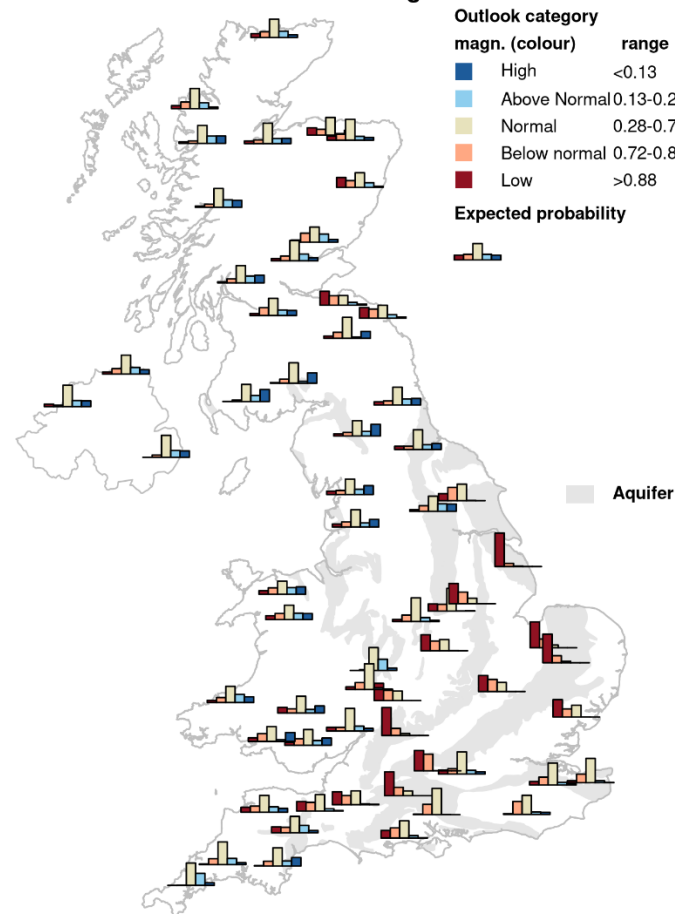 Outlook category
magn. (colour) range
High <0.13
Above Normal 0.13-0.2
Normal 0.28-0.7
Below normal 0.72-0.8
Low >0.88
Expected probability
Aquifer